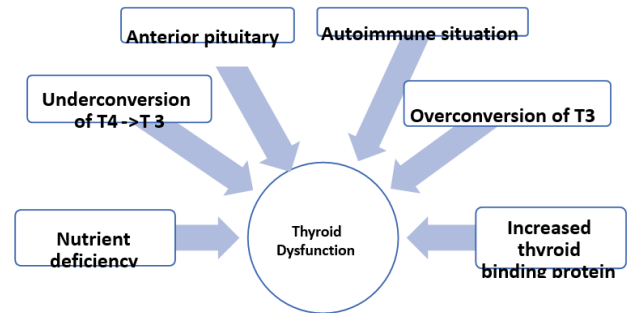 Anterior pituitary
Autoimmune situation
Underconversion
of T4->T 3
Overconversion of T3
Thyroid
Dysfunction
Nutrient
deficiency
Increased
thyroid
binding protein